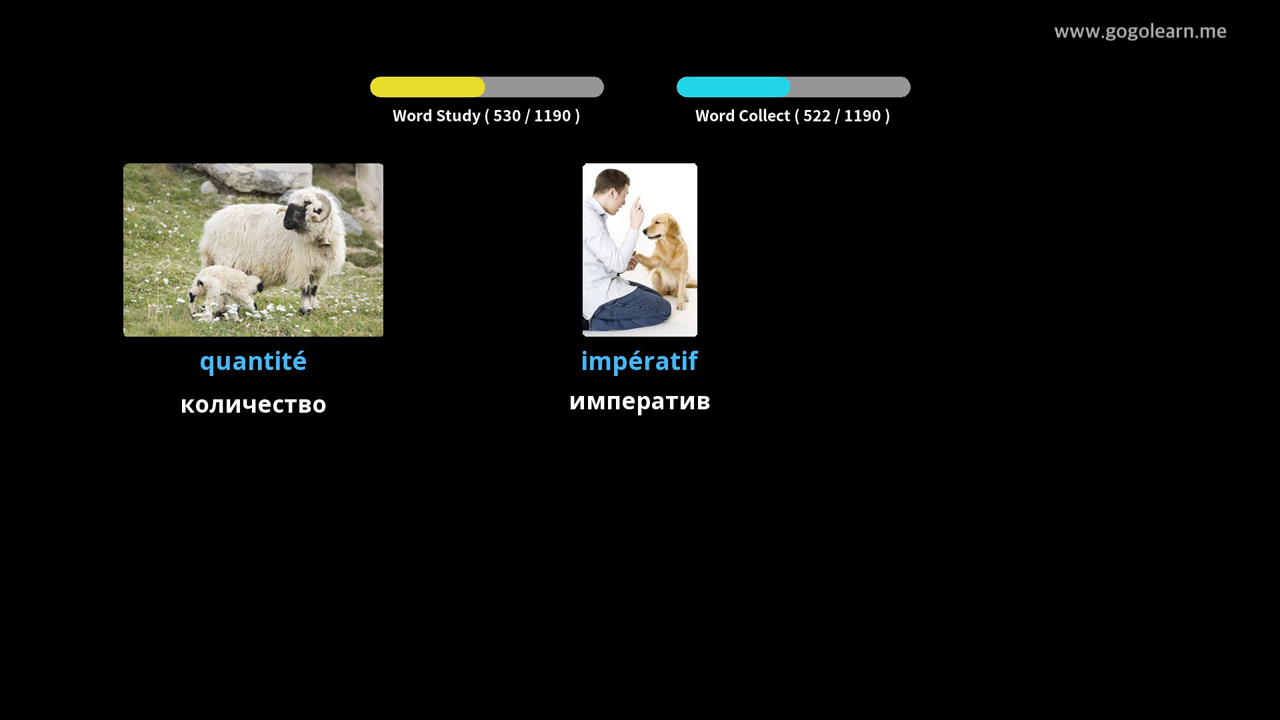 www.gogolearn.me
Word Study ( 530 / 1190 )
Word Collect ( 522 / 1190 )
quantité
количество
impératif
императив